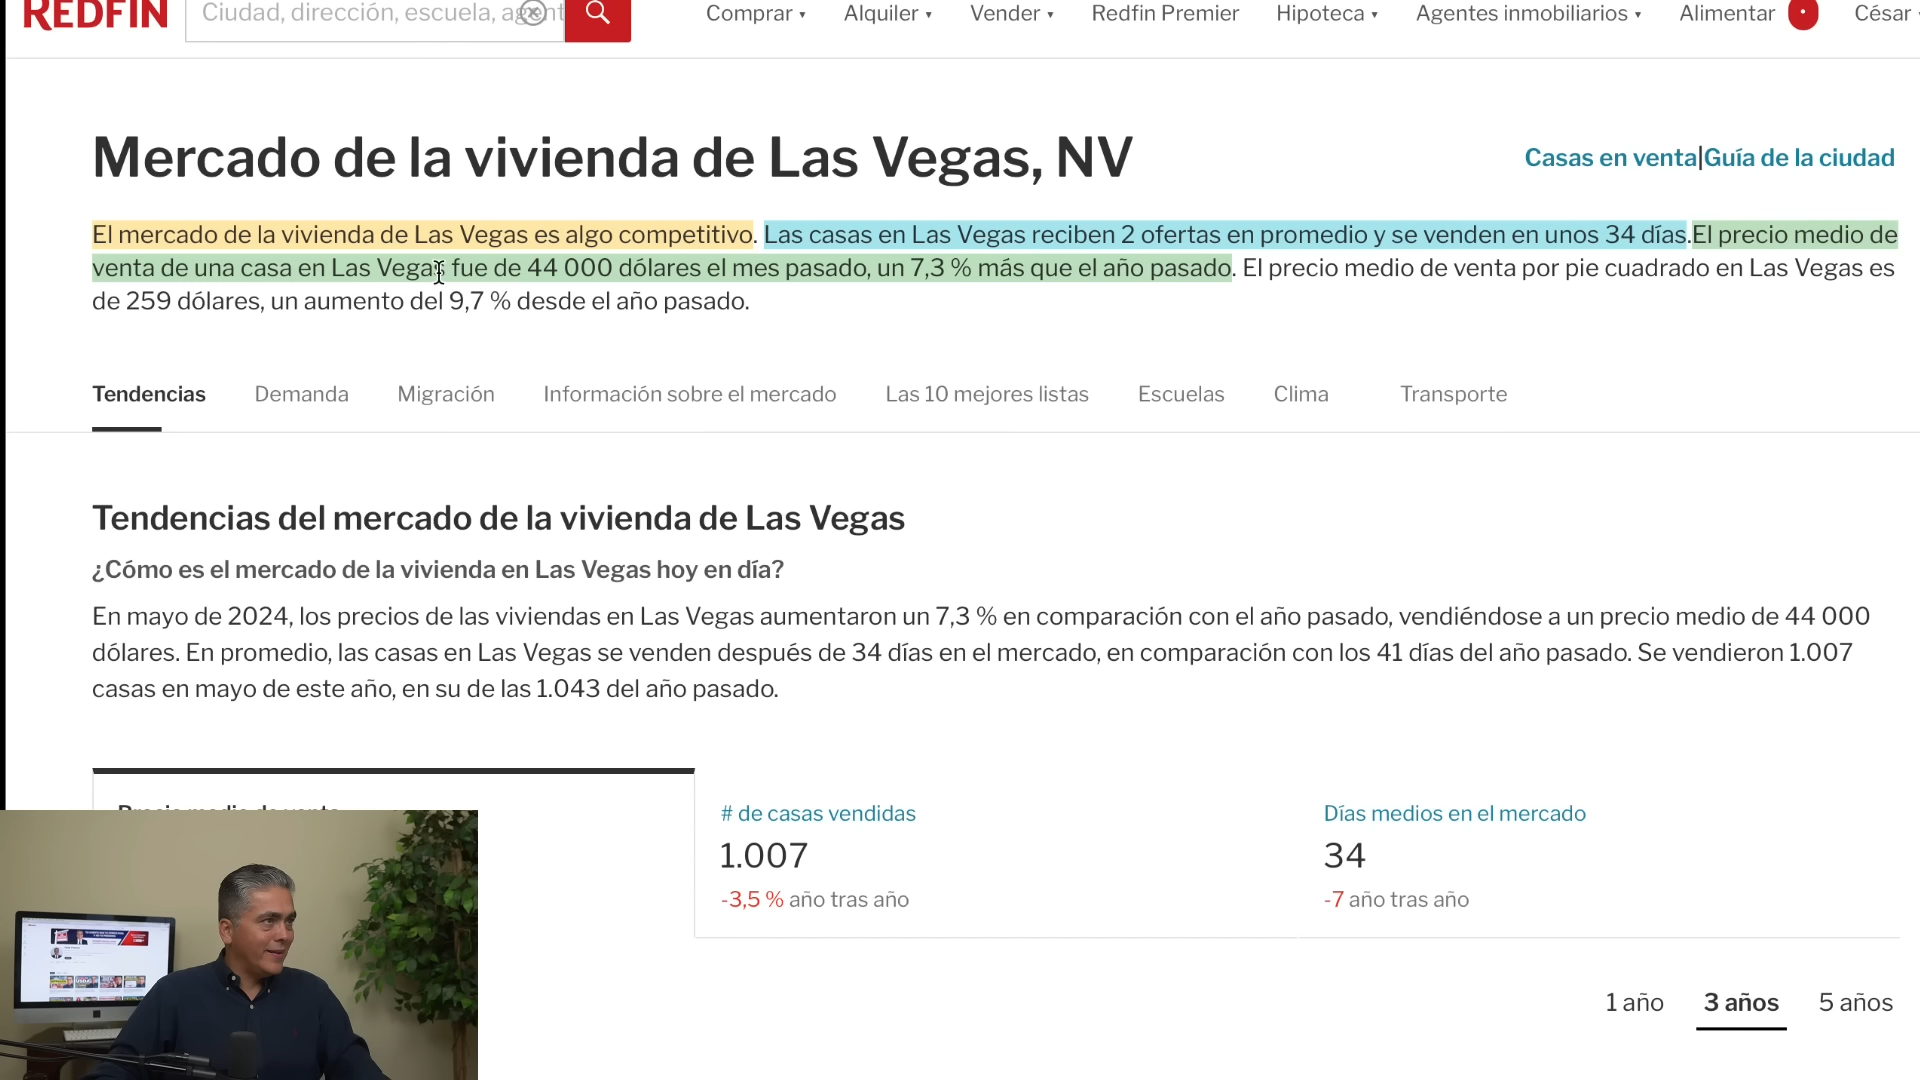 REDFIN
Ciudad, dirección, escuela, agent
Comprar
Alquiler
Vender
Redfin Premier
Hipoteca
Agentes inmobiliarios
Alimentar
César
Mercado de la vivienda de Las Vegas, NV
Casas en venta|Guía de la ciudad
El mercado de la vivienda de Las Vegas es algo competitivo. Las casas en Las Vegas reciben 2 ofertas en promedio y se venden en unos 34 días.El precio medio de
venta de una casa en Las Vegas fue de 44 000 dólares el mes pasado, un 7,3 % más que el año pasado. El precio medio de venta por pie cuadrado en Las Vegas es
de 259 dólares, un aumento del 9,7 % desde el año pasado.
Tendencias
Demanda
Migración
Información sobre el mercado
Las 10 mejores listas
Escuelas
Clima
Transporte
Tendencias del mercado de la vivienda de Las Vegas
¿Cómo es el mercado de la vivienda en Las Vegas hoy en día?
En mayo de 2024, los precios de las viviendas en Las Vegas aumentaron un 7,3 % en comparación con el año pasado, vendiéndose a un precio medio de 44 000
dólares. En promedio, las casas en Las Vegas se venden después de 34 días en el mercado, en comparación con los 41 días del año pasado. Se vendieron 1.007
casas en mayo de este año, en su de las 1.043 del año pasado.
# de casas vendidas
1.007
-3,5 % año tras año
Días medios en el mercado
34
-7 año tras año
1 año
3 años
5 años